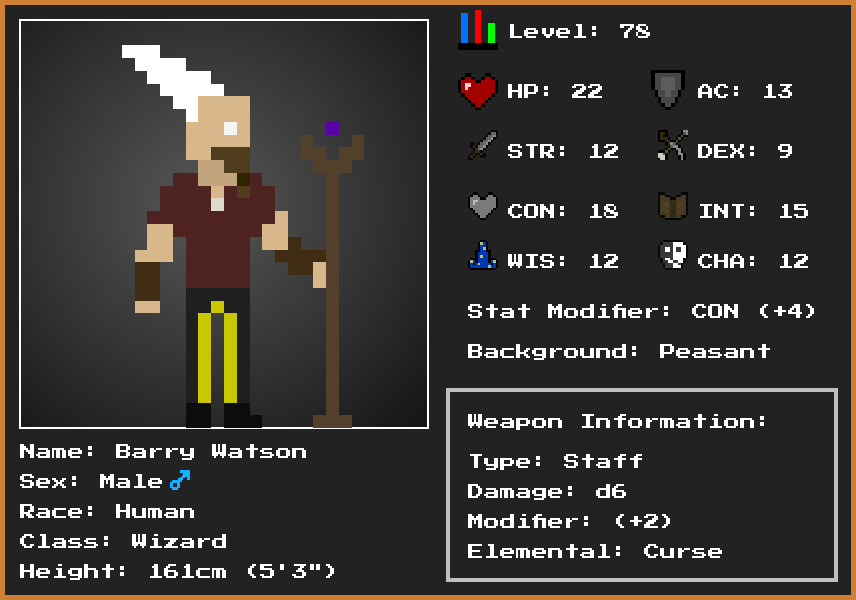 Level: 78
HP: 22 AC: 13
STR: 12 DEX: 9
CON: 18 INT: 15
WIS: 12 CHA: 12
Stat Modifier: CON (+4)
Background: Peasant
Weapon Information:
Type: Staff
Damage: d6
Modifier: (+2)
Elemental: Curse
Name: Barry Watson
Sex: Male♂
Race: Human
Class: Wizard
Height: 161cm (5'3")